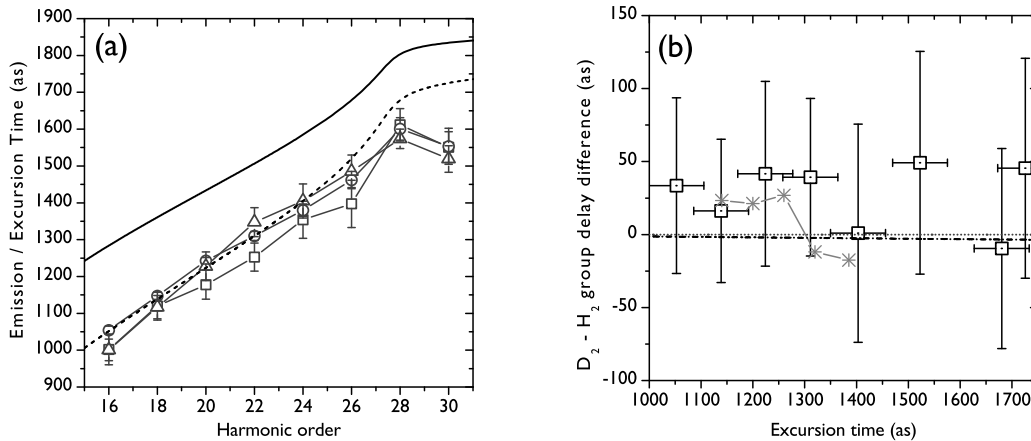 (a)
Emission / Excursion Time (as)
1900
1800
1700
1600
1500
1400
1300
1200
1100
1000
900
16 18 20 22 24 26 28 30
Harmonic order
(b)
D2 - H2 group delay difference (as)
150
100
50
0
-50
-100
1000 1100 1200 1300 1400 1500 1600 1700
Excursion time (as)